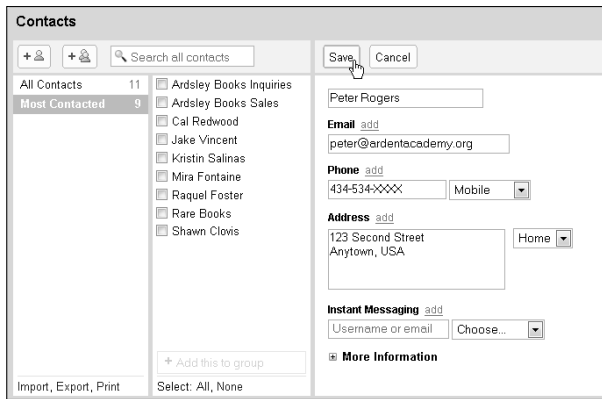 Contacts
+ +
Search all contacts
Save Cancel
All Contacts 11
Most Contacted 9
Ardsley Books Inquiries
Ardsley Books Sales
Cal Redwood
Jake Vincent
Kristin Salinas
Mira Fontaine
Raquel Foster
Rare Books
Shawn Clovis
+ Add this to group
Import, Export, Print
Select: All, None
Peter Rogers
Email add
peter@ardentacademy.org
Phone add
434-534-XXXX Mobile
Address add
123 Second Street Home
Anytown, USA
Instant Messaging add
Username or email Choose...
+ More Information